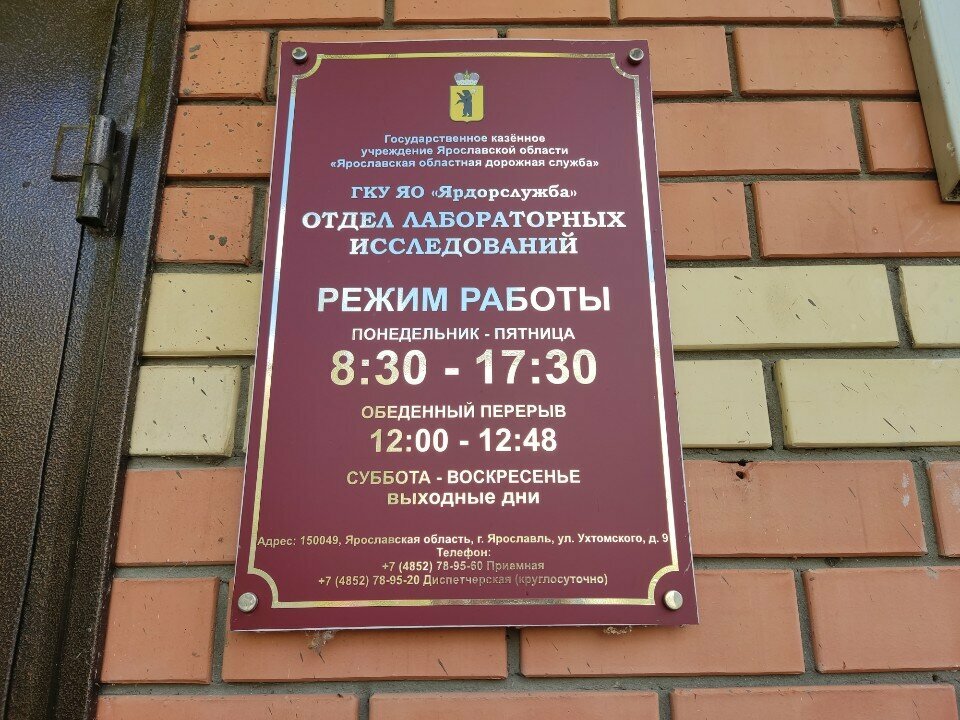 Государственное казённое
учреждение Ярославской области
«Ярославская областная дорожная служба»
ГКУ ЯО «Ярдорслужба»
ОТДЕЛ ЛАБОРАТОРНЫХ
ИССЛЕДОВАНИЙ
РЕЖИМ РАБОТЫ
ПОНЕДЕЛЬНИК - ПЯТНИЦА
8:30 - 17:30
ОБЕДЕННЫЙ ПЕРЕРЫВ
12:00 - 12:48
СУББОТА - ВОСКРЕСЕНЬЕ
выходные дни
Адрес: 150049, Ярославская область, г. Ярославль, ул. Ухтомского, д. 9
Телефон:
+7 (4852) 78-95-60 Приамная
+7 (4852) 78-95-20 Диспетчерская (круглосуточно)